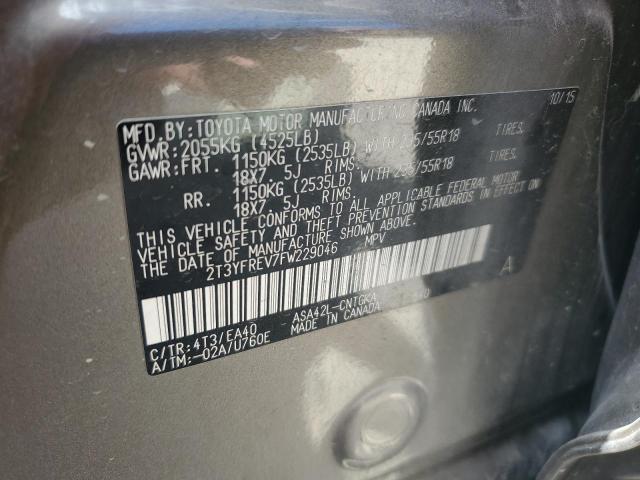 MFD.BY:TOYOTA MOTOR MANUFACTURING CANADA INC. 10/15
GVWR:2055KG (4525LB)
GAWR:FRT. 1150KG (2535LB) WITH 235/55R18 TIRES
18X7 5J RIMS
RR. 1150KG (2535LB) WITH 235/55R18 TIRES
18X7 5J RIMS
THIS VEHICLE CONFORMS TO ALL APPLICABLE FEDERAL MOTOR
VEHICLE SAFETY AND THEFT PREVENTION STANDARDS IN EFFECT ON
THE DATE OF MANUFACTURE SHOWN ABOVE.
2T3YFREV7FW229046 MPV
A
C/TR:4T3/EA40 ASA42L-CNTGKA
A/TM:-02A/U760E MADE IN CANADA